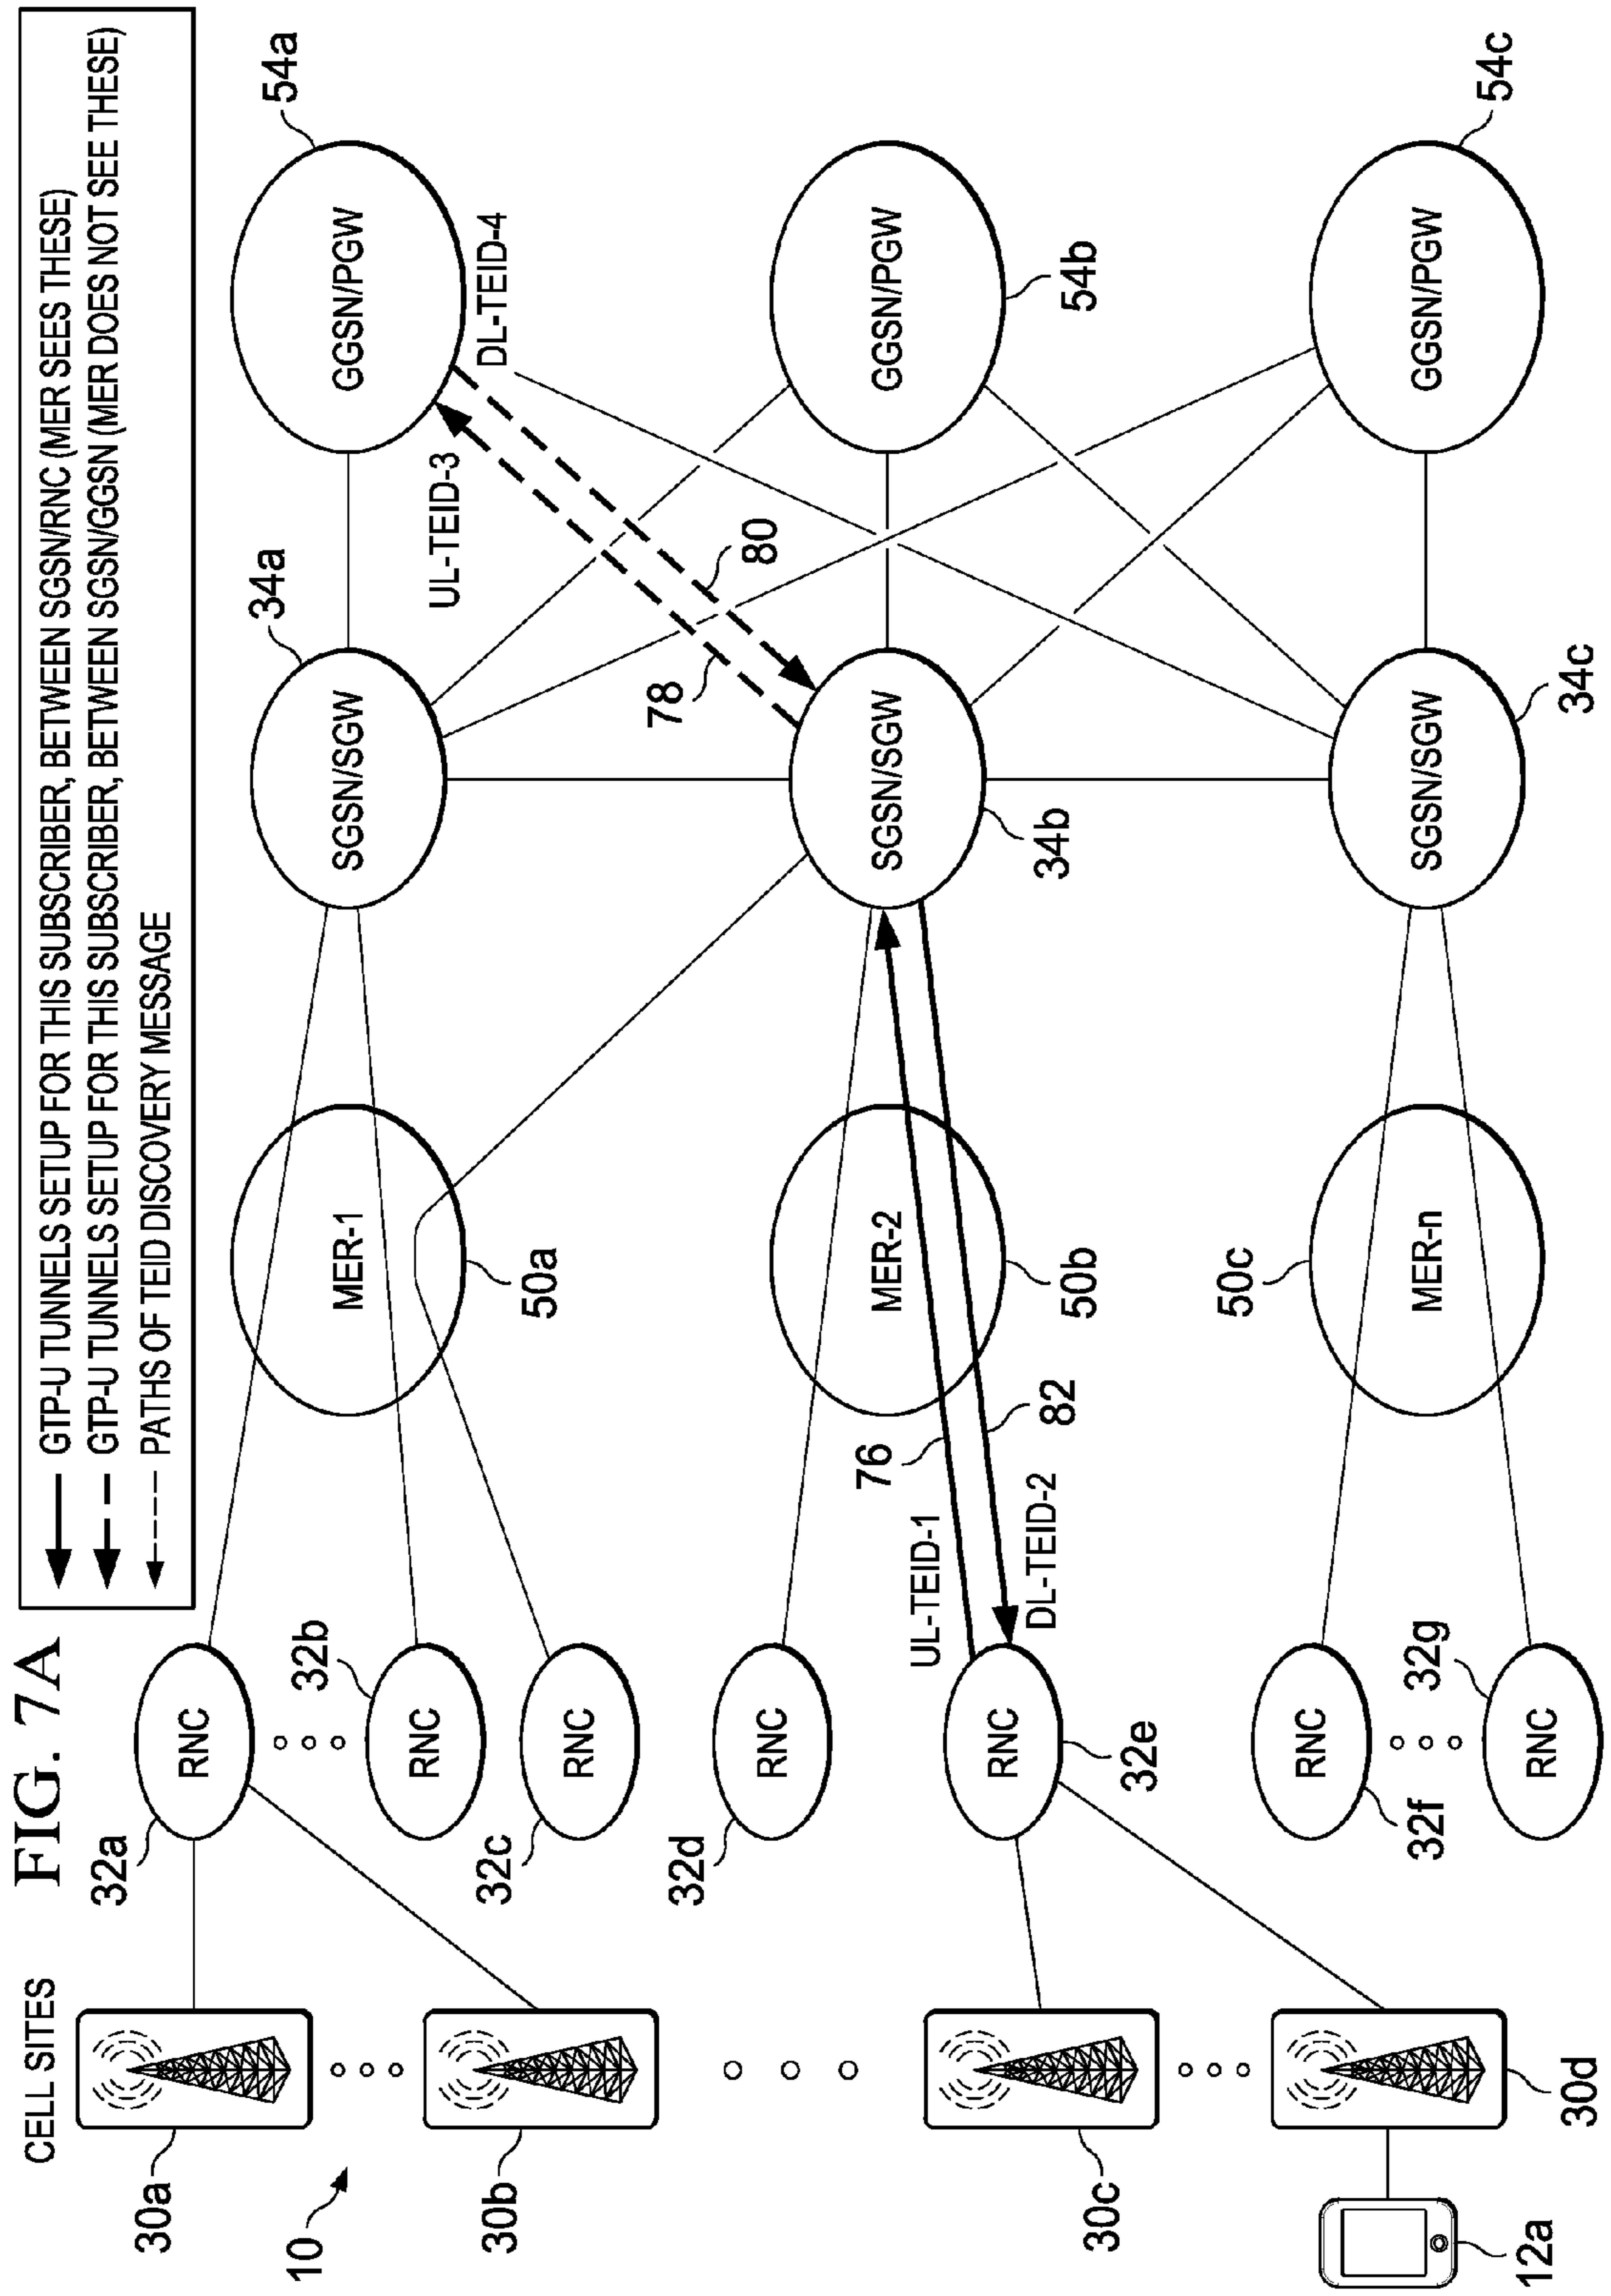 FIG. 7A
GTP-U TUNNELS SETUP FOR THIS SUBSCRIBER, BETWEEN SGSN/RNC (MER SEES THESE)
GTP-U TUNNELS SETUP FOR THIS SUBSCRIBER, BETWEEN SGSN/GGSN (MER DOES NOT SEE THESE)
PATHS OF TEID DISCOVERY MESSAGE
CELL SITES
30a
10
30b
30c
30d
12a
32a
RNC
32b
RNC
32c
RNC
32d
RNC
32e
RNC
32f
RNC
32g
RNC
MER-1
50a
MER-2
50b
MER-n
50c
UL-TEID-1
76
82
DL-TEID-2
34a
SGSN/SGW
SGSN/SGW
34b
SGSN/SGW
34c
UL-TEID-3
78
80
DL-TEID-4
54a
GGSN/PGW
GGSN/PGW
54b
GGSN/PGW
54c